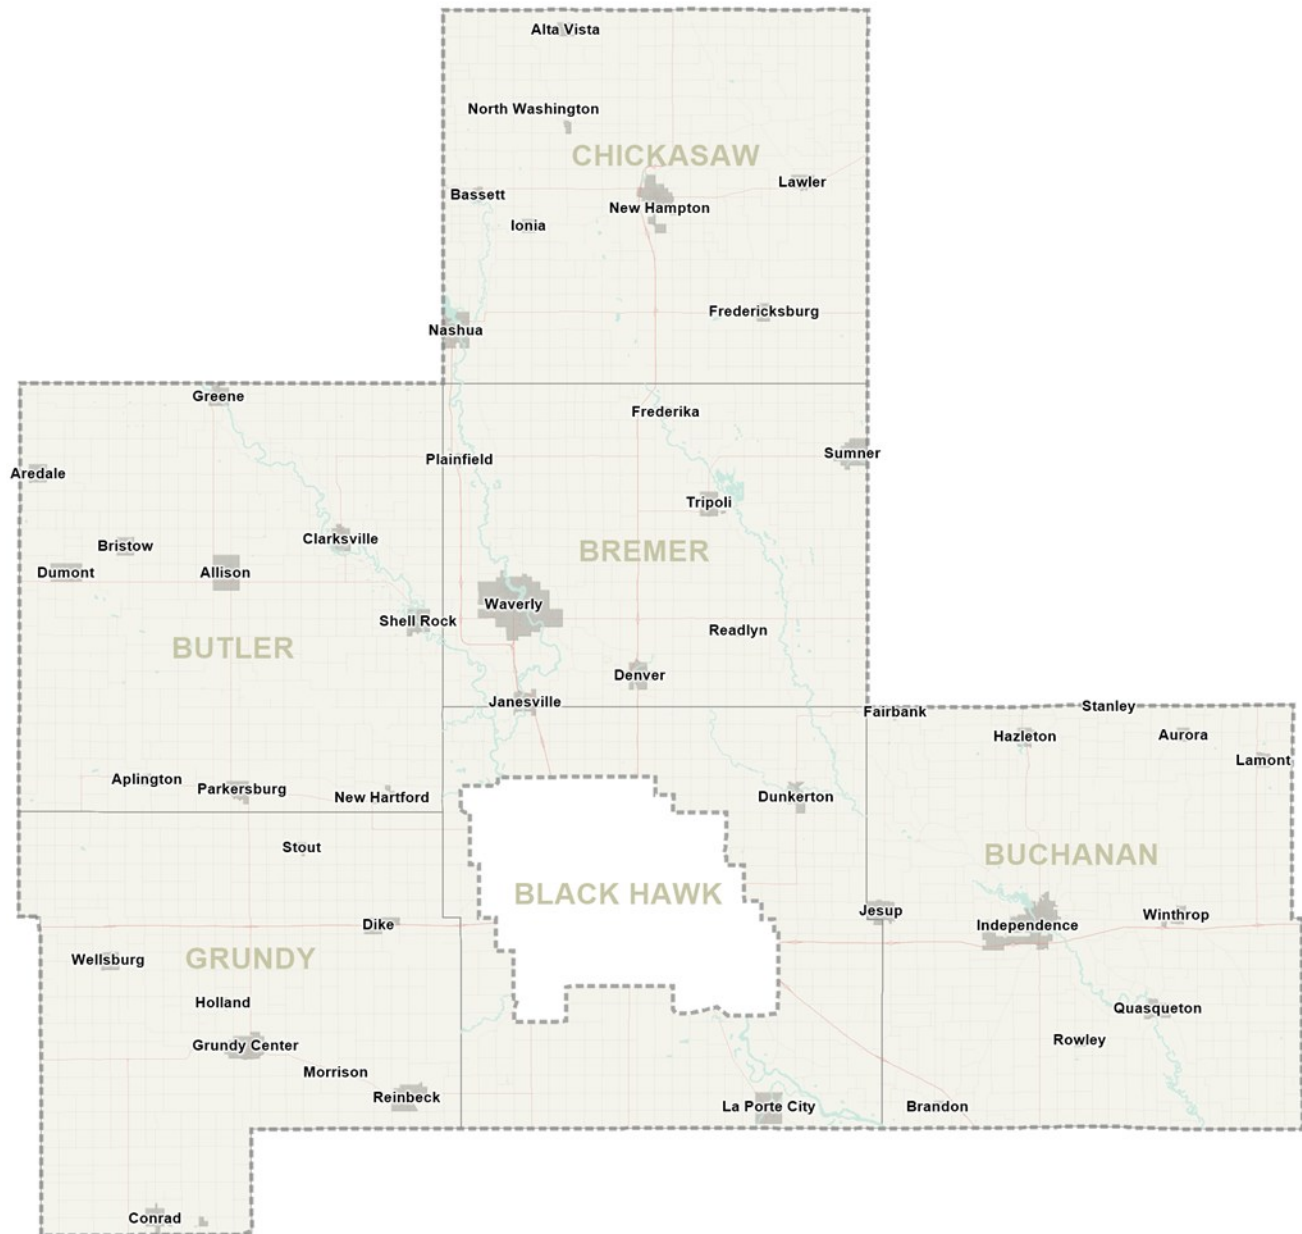 Alta Vista
North Washington
CHICKASAW
Lawler
Bassett
New Hampton
Ionia
Fredericksburg
Nashua
Greene
Frederika
Sumner
Plainfield
Aredale
Tripoli
Clarksville
Bristow
BREMER
Dumont
Allison
Waverly
Shell Rock
Readlyn
BUTLER
Denver
Janesville
Fairbank
Stanley
Hazleton
Aurora
Lamont
Aplington
Parkersburg
New Hartford
Dunkerton
Stout
BUCHANAN
BLACK HAWK
Jesup
Winthrop
Dike
Independence
Wellsburg
GRUNDY
Holland
Quasqueton
Rowley
Grundy Center
Morrison
Reinbeck
La Porte City
Brandon
Conrad